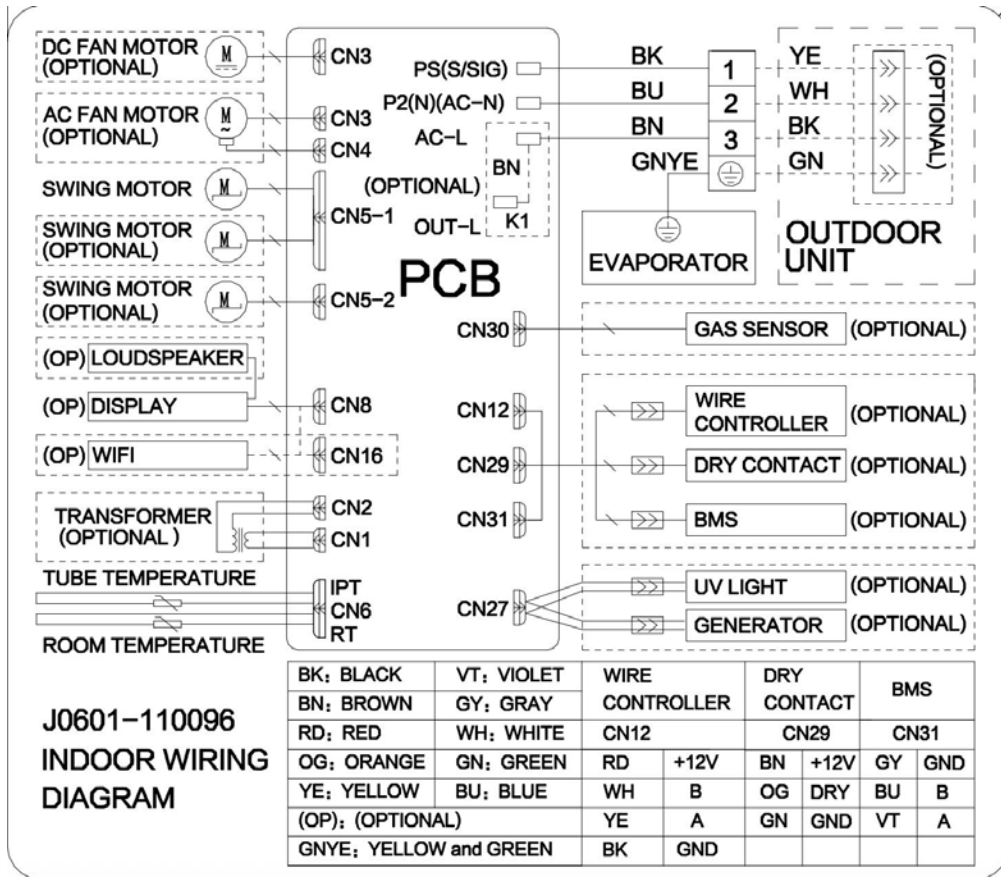 DC FAN MOTOR
(OPTIONAL)
M
CN3
AC FAN MOTOR
(OPTIONAL)
M
~
CN3
CN4
SWING MOTOR
M
SWING MOTOR
(OPTIONAL)
M
CN5-1
SWING MOTOR
(OPTIONAL)
M
CN5-2
(OP) LOUDSPEAKER
(OP) DISPLAY
CN8
(OP) WIFI
CN16
TRANSFORMER
(OPTIONAL )
CN2
CN1
TUBE TEMPERATURE
ROOM TEMPERATURE
IPT
CN6
RT
PS(S/SIG)
P2(N)(AC-N)
AC-L
BN
(OPTIONAL)
OUT-L
K1
PCB
BK
BU
BN
GNYE
1
2
3
YE
WH
BK
GN
(OPTIONAL)
EVAPORATOR
OUTDOOR
UNIT
CN30
GAS SENSOR (OPTIONAL)
CN12
WIRE
CONTROLLER (OPTIONAL)
CN29
DRY CONTACT (OPTIONAL)
CN31
BMS (OPTIONAL)
CN27
UV LIGHT (OPTIONAL)
GENERATOR (OPTIONAL)
J0601-110096
INDOOR WIRING
DIAGRAM
BK: BLACK VT: VIOLET
BN: BROWN GY: GRAY
RD: RED WH: WHITE
OG: ORANGE GN: GREEN
YE: YELLOW BU: BLUE
(OP): (OPTIONAL)
GNYE: YELLOW and GREEN
WIRE
CONTROLLER
DRY
CONTACT
BMS
CN12 CN29 CN31
RD +12V BN +12V GY GND
WH B OG DRY BU B
YE A GN GND VT A
BK GND